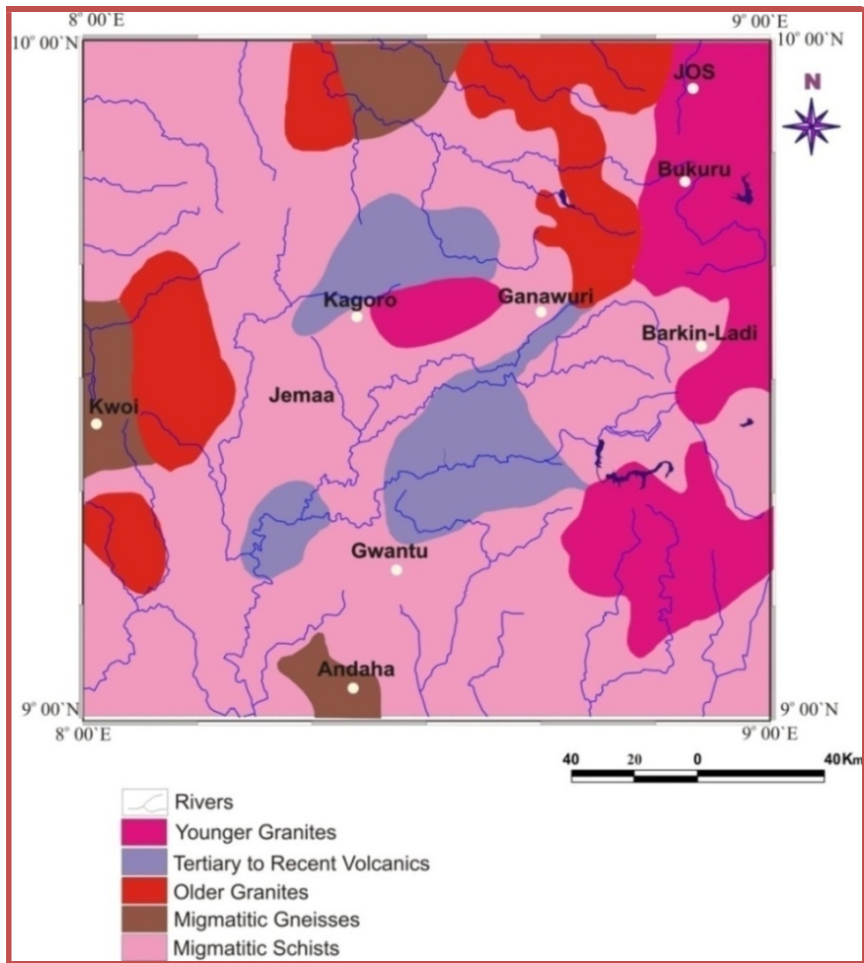 8° 00`E
9° 00`E
10° 00`N
10° 00`N
N
JOS
Bukuru
Kagoro
Ganawuri
Barkin-Ladi
Jemaa
Kwoi
Gwantu
Andaha
9° 00`N
9° 00`N
8° 00`E
9° 00`E
40 20 0 40 Km
Rivers
Younger Granites
Tertiary to Recent Volcanics
Older Granites
Migmatitic Gneisses
Migmatitic Schists